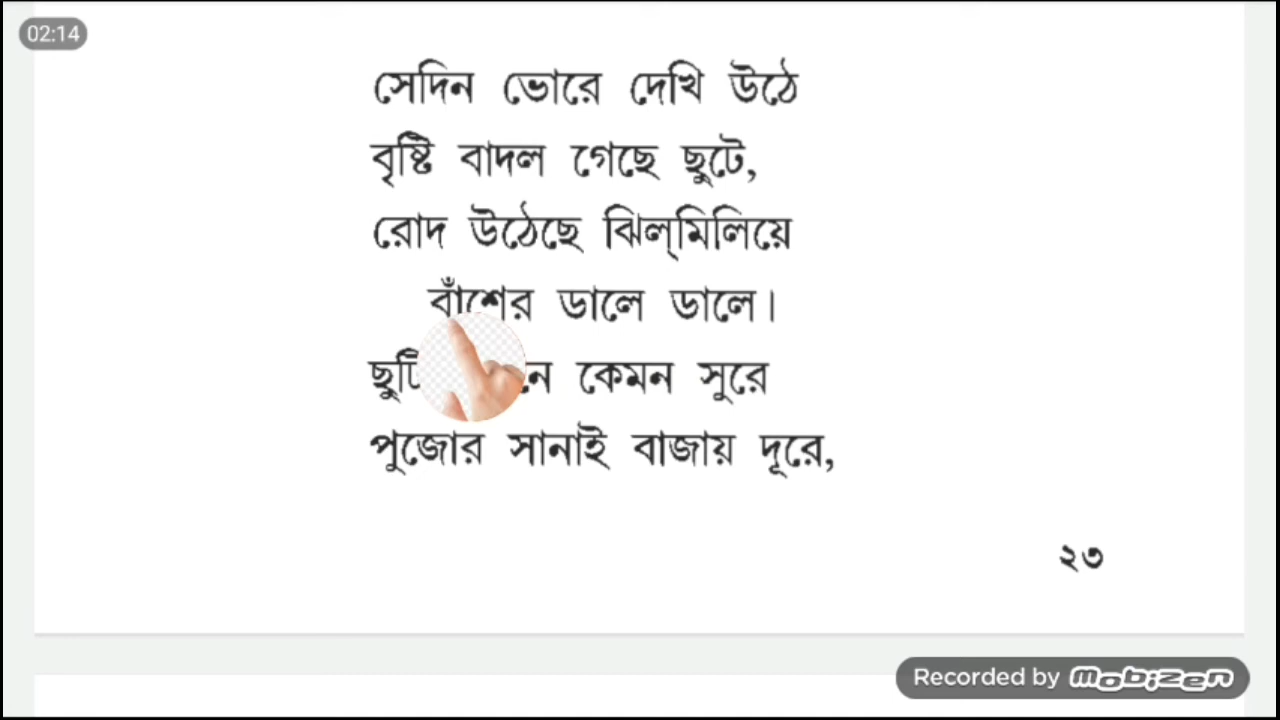 02:14
সেদিন ভোরে দেখি উঠে
বৃষ্টি বাদল গেছে ছুটে,
রোদ উঠেছে ঝিল্‌মিলিয়ে
বাঁশের ডালে ডালে।
কেমন সুরে
পুজোর সানাই বাজায় দূরে,
২৩
Recorded by mobizen